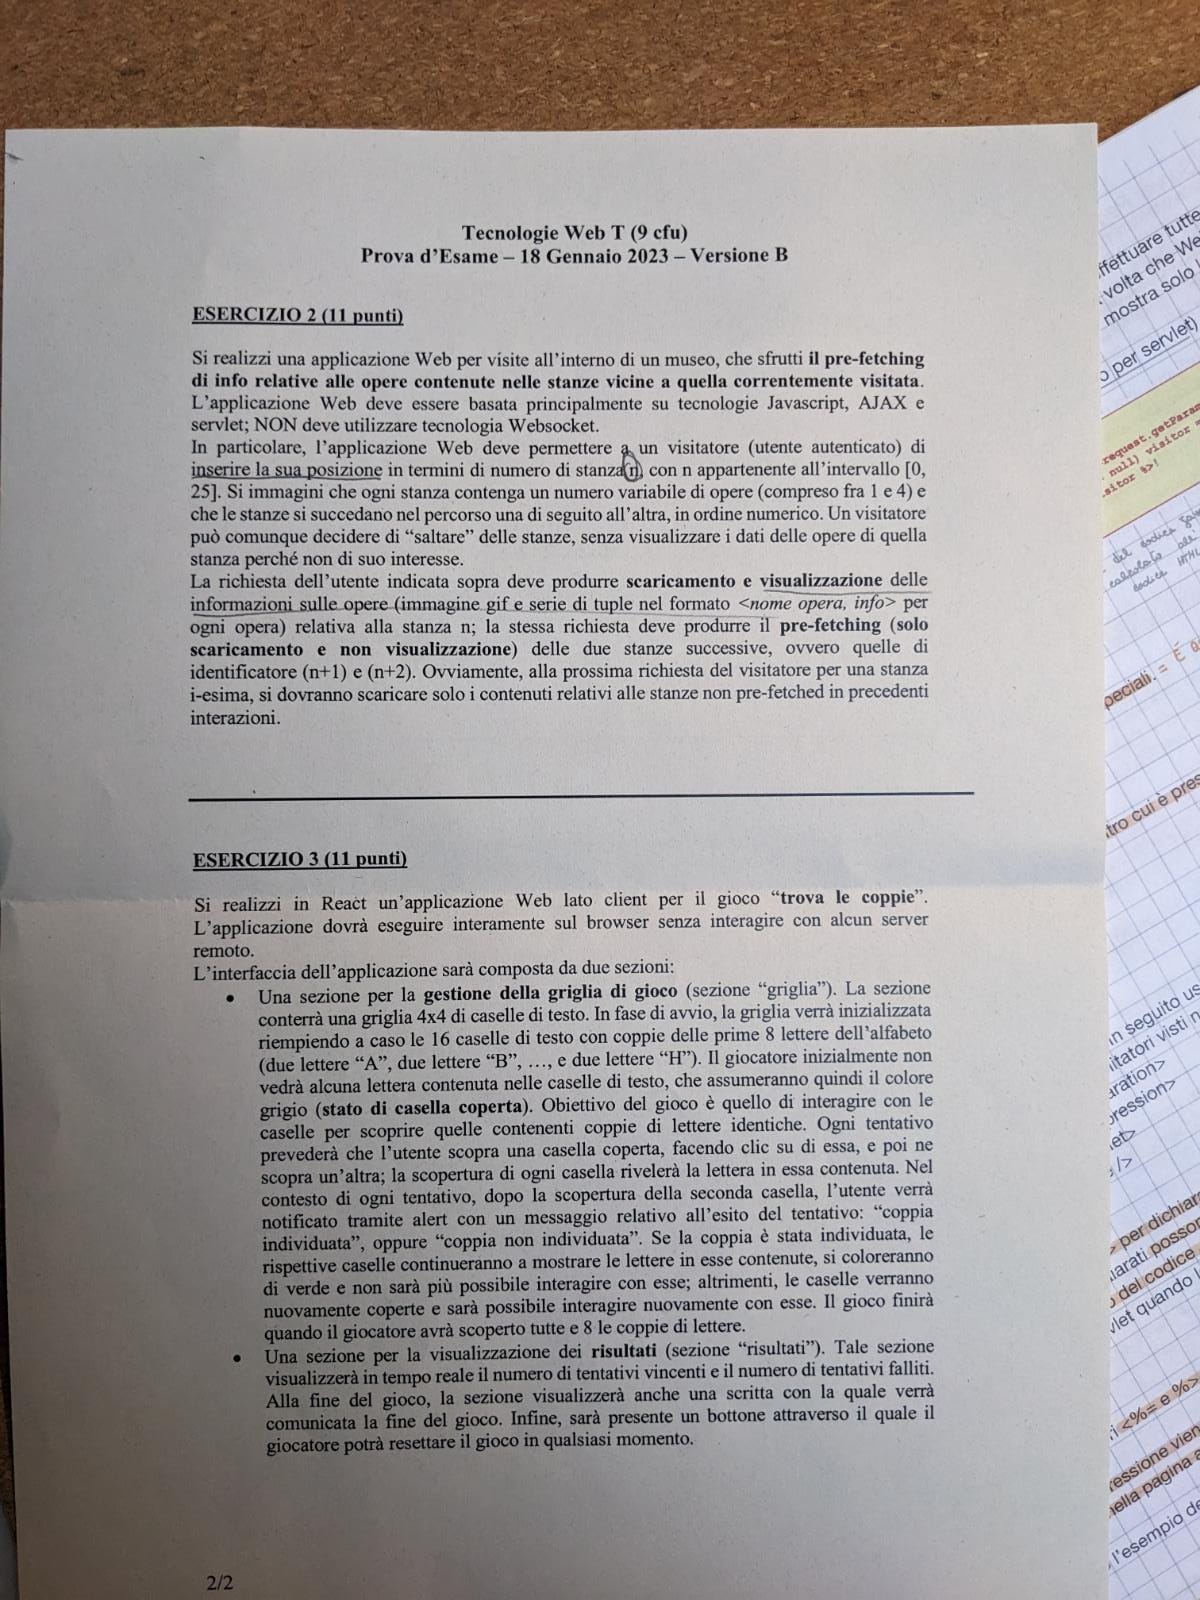 Tecnologie Web T (9 cfu)
Prova d'Esame – 18 Gennaio 2023 – Versione B
ESERCIZIO 2 (11 punti)
Si realizzi una applicazione Web per visite all'interno di un museo, che sfrutti il pre-fetching
di info relative alle opere contenute nelle stanze vicine a quella correntemente visitata.
L'applicazione Web deve essere basata principalmente su tecnologie Javascript, AJAX e
servlet; NON deve utilizzare tecnologia Websocket.
In particolare, l'applicazione Web deve permettere a un visitatore (utente autenticato) di
inserire la sua posizione in termini di numero di stanza n, con n appartenente all'intervallo [0,
25]. Si immagini che ogni stanza contenga un numero variabile di opere (compreso fra 1 e 4) e
che le stanze si succedano nel percorso una di seguito all'altra, in ordine numerico. Un visitatore
può comunque decidere di "saltare" delle stanze, senza visualizzare i dati delle opere di quella
stanza perché non di suo interesse.
La richiesta dell'utente indicata sopra deve produrre scaricamento e visualizzazione delle
informazioni sulle opere (immagine gif e serie di tuple nel formato <nome opera, info> per
ogni opera) relativa alla stanza n; la stessa richiesta deve produrre il pre-fetching (solo
scaricamento e non visualizzazione) delle due stanze successive, ovvero quelle di
identificatore (n+1) e (n+2). Ovviamente, alla prossima richiesta del visitatore per una stanza
i-esima, si dovranno scaricare solo i contenuti relativi alle stanze non pre-fetched in precedenti
interazioni.
ESERCIZIO 3 (11 punti)
Si realizzi in React un'applicazione Web lato client per il gioco "trova le coppie".
L'applicazione dovrà eseguire interamente sul browser senza interagire con alcun server
remoto.
L'interfaccia dell'applicazione sarà composta da due sezioni:
• Una sezione per la gestione della griglia di gioco (sezione "griglia"). La sezione
conterrà una griglia 4x4 di caselle di testo. In fase di avvio, la griglia verrà inizializzata
riempiendo a caso le 16 caselle di testo con coppie delle prime 8 lettere dell'alfabeto
(due lettere "A", due lettere "B", …, e due lettere "H"). Il giocatore inizialmente non
vedrà alcuna lettera contenuta nelle caselle di testo, che assumeranno quindi il colore
grigio (stato di casella coperta). Obiettivo del gioco è quello di interagire con le
caselle per scoprire quelle contenenti coppie di lettere identiche. Ogni tentativo
prevederà che l'utente scopra una casella coperta, facendo clic su di essa, e poi ne
scopra un'altra; la scopertura di ogni casella rivelerà la lettera in essa contenuta. Nel
contesto di ogni tentativo, dopo la scopertura della seconda casella, l'utente verrà
notificato tramite alert con un messaggio relativo all'esito del tentativo: "coppia
individuata", oppure "coppia non individuata". Se la coppia è stata individuata, le
rispettive caselle continueranno a mostrare le lettere in esse contenute, si coloreranno
di verde e non sarà più possibile interagire con esse; altrimenti, le caselle verranno
nuovamente coperte e sarà possibile interagire nuovamente con esse. Il gioco finirà
quando il giocatore avrà scoperto tutte e 8 le coppie di lettere.
• Una sezione per la visualizzazione dei risultati (sezione "risultati"). Tale sezione
visualizzerà in tempo reale il numero di tentativi vincenti e il numero di tentativi falliti.
Alla fine del gioco, la sezione visualizzerà anche una scritta con la quale verrà
comunicata la fine del gioco. Infine, sarà presente un bottone attraverso il quale il
giocatore potrà resettare il gioco in qualsiasi momento.
2/2
volta che
mostra solo
per servlet)
null) visitor =
in seguito
> per dichiar
del codice
<%= e %>
nella pagina
l'esempio